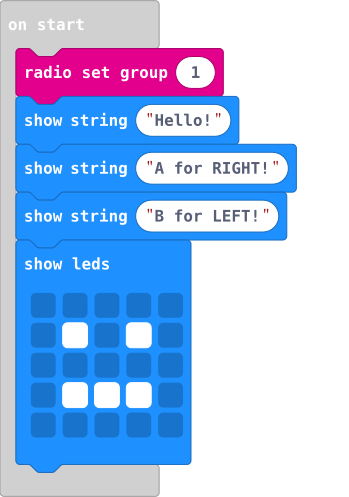 on start
radio set group 1
show string "Hello!"
show string "A for RIGHT!"
show string "B for LEFT!"
show leds